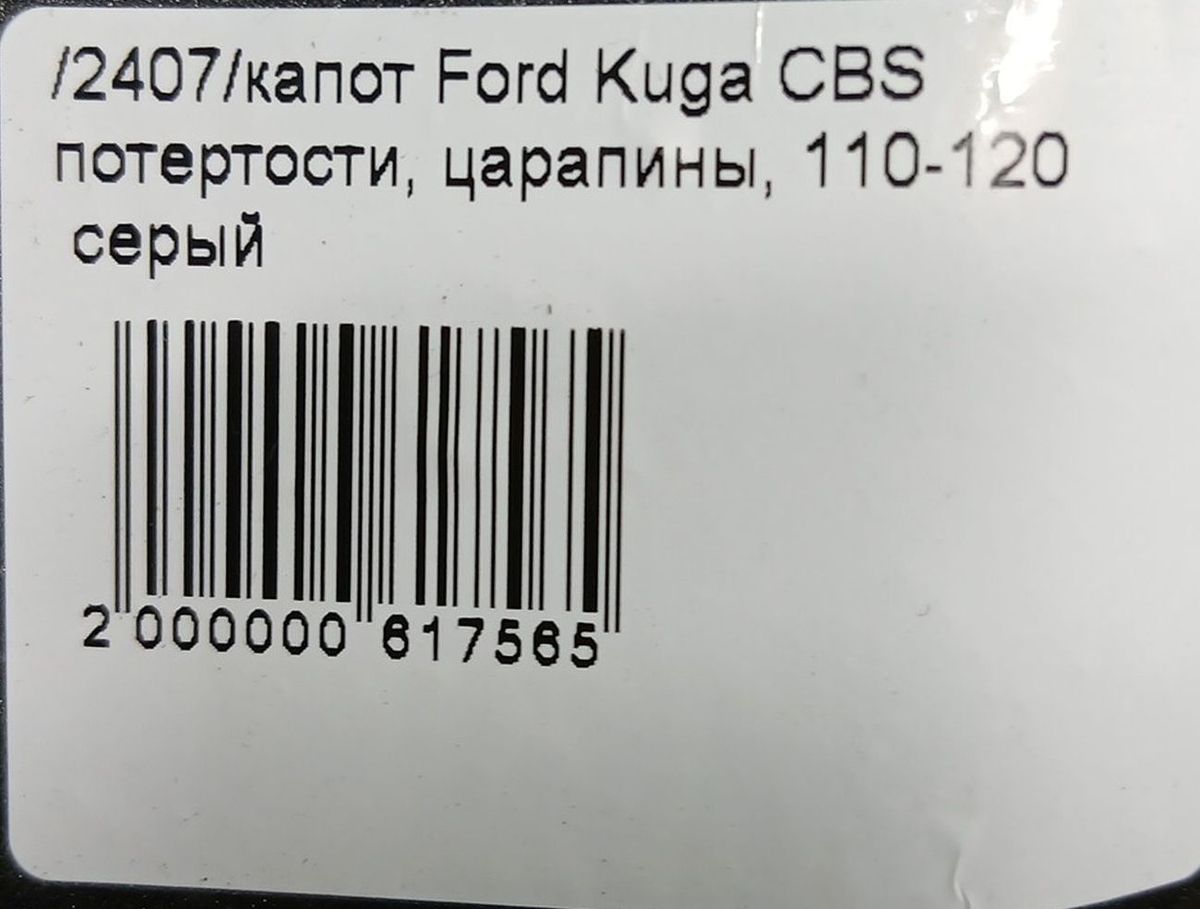 /2407/капот Ford Kuga CBS
потертости, царапины, 110-120
серый
2 000000 617565